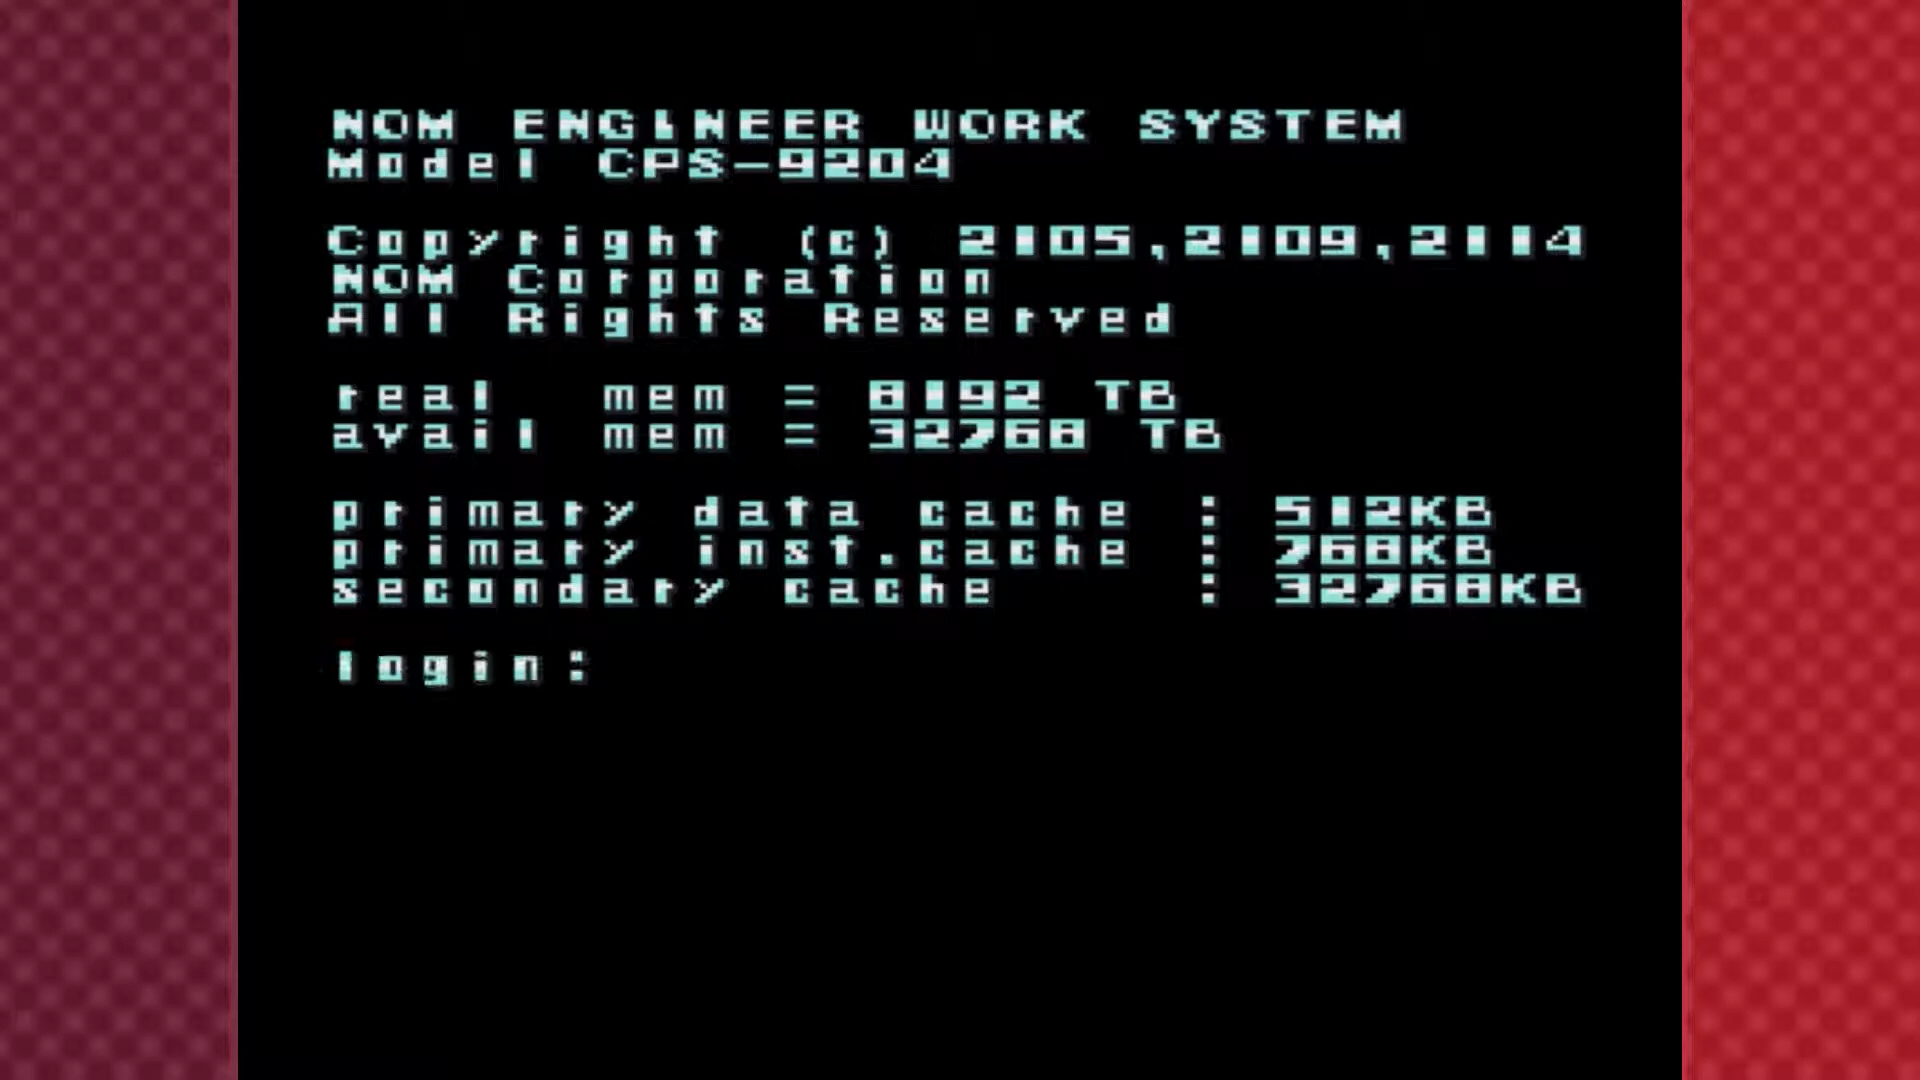 NOM ENGINEER WORK SYSTEM
Model CPS-9204
Copyright (c) 2105,2109,2114
NOM Corporation
All Rights Reserved
real mem = 8192 TB
avail mem = 32768 TB
primary data cache : 512KB
primary inst.cache : 768KB
secondary cache : 32768KB
login: